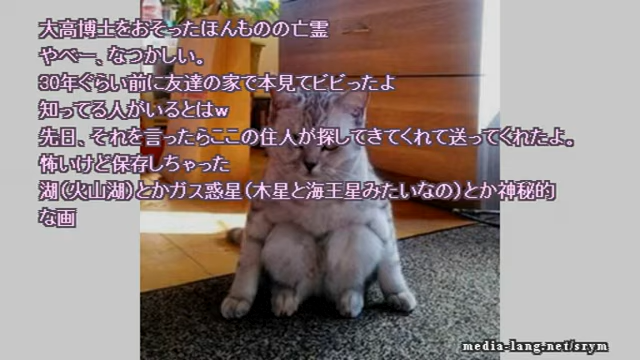 大高博士をおそったほんものの亡霊
やべー、なつかしい。
30年ぐらい前に友達の家で本見てビビったよ
知ってる人がいるとはw
先日、それを言ったらここの住人が探してきてくれて送ってくれたよ。
怖いけど保存しちゃった
湖（火山湖）とかガス惑星（木星と海王星みたいなの）とか神秘的
な画
media-lang.net/srym